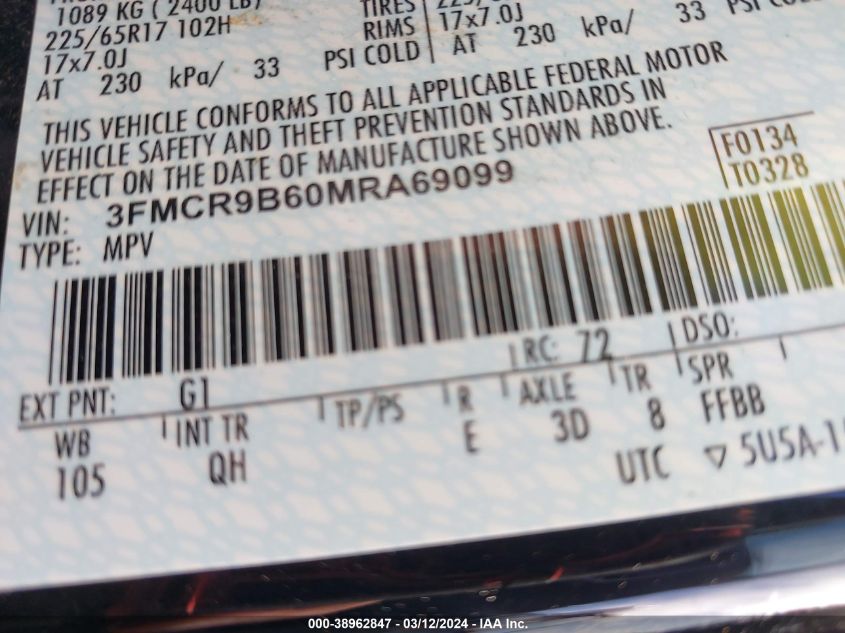 1089 KG ( 2400 LB) TIRES
225/65R17 102H RIMS 17x7.0J
17x7.0J PSI COLD AT 230 kPa/ 33 PSI COLD
AT 230 kPa/ 33
THIS VEHICLE CONFORMS TO ALL APPLICABLE FEDERAL MOTOR
VEHICLE SAFETY AND THEFT PREVENTION STANDARDS IN
EFFECT ON THE DATE OF MANUFACTURE SHOWN ABOVE.
F0134
T0328
VIN: 3FMCR9B60MRA69099
TYPE: MPV
EXT PNT: G1 RC: 72 DSO:
WB INT TR TP/PS R AXLE TR SPR
105 QH E 3D 8 FFBB
UTC ▽ 5U5A-1
000-38962847 - 03/12/2024 - IAA Inc.